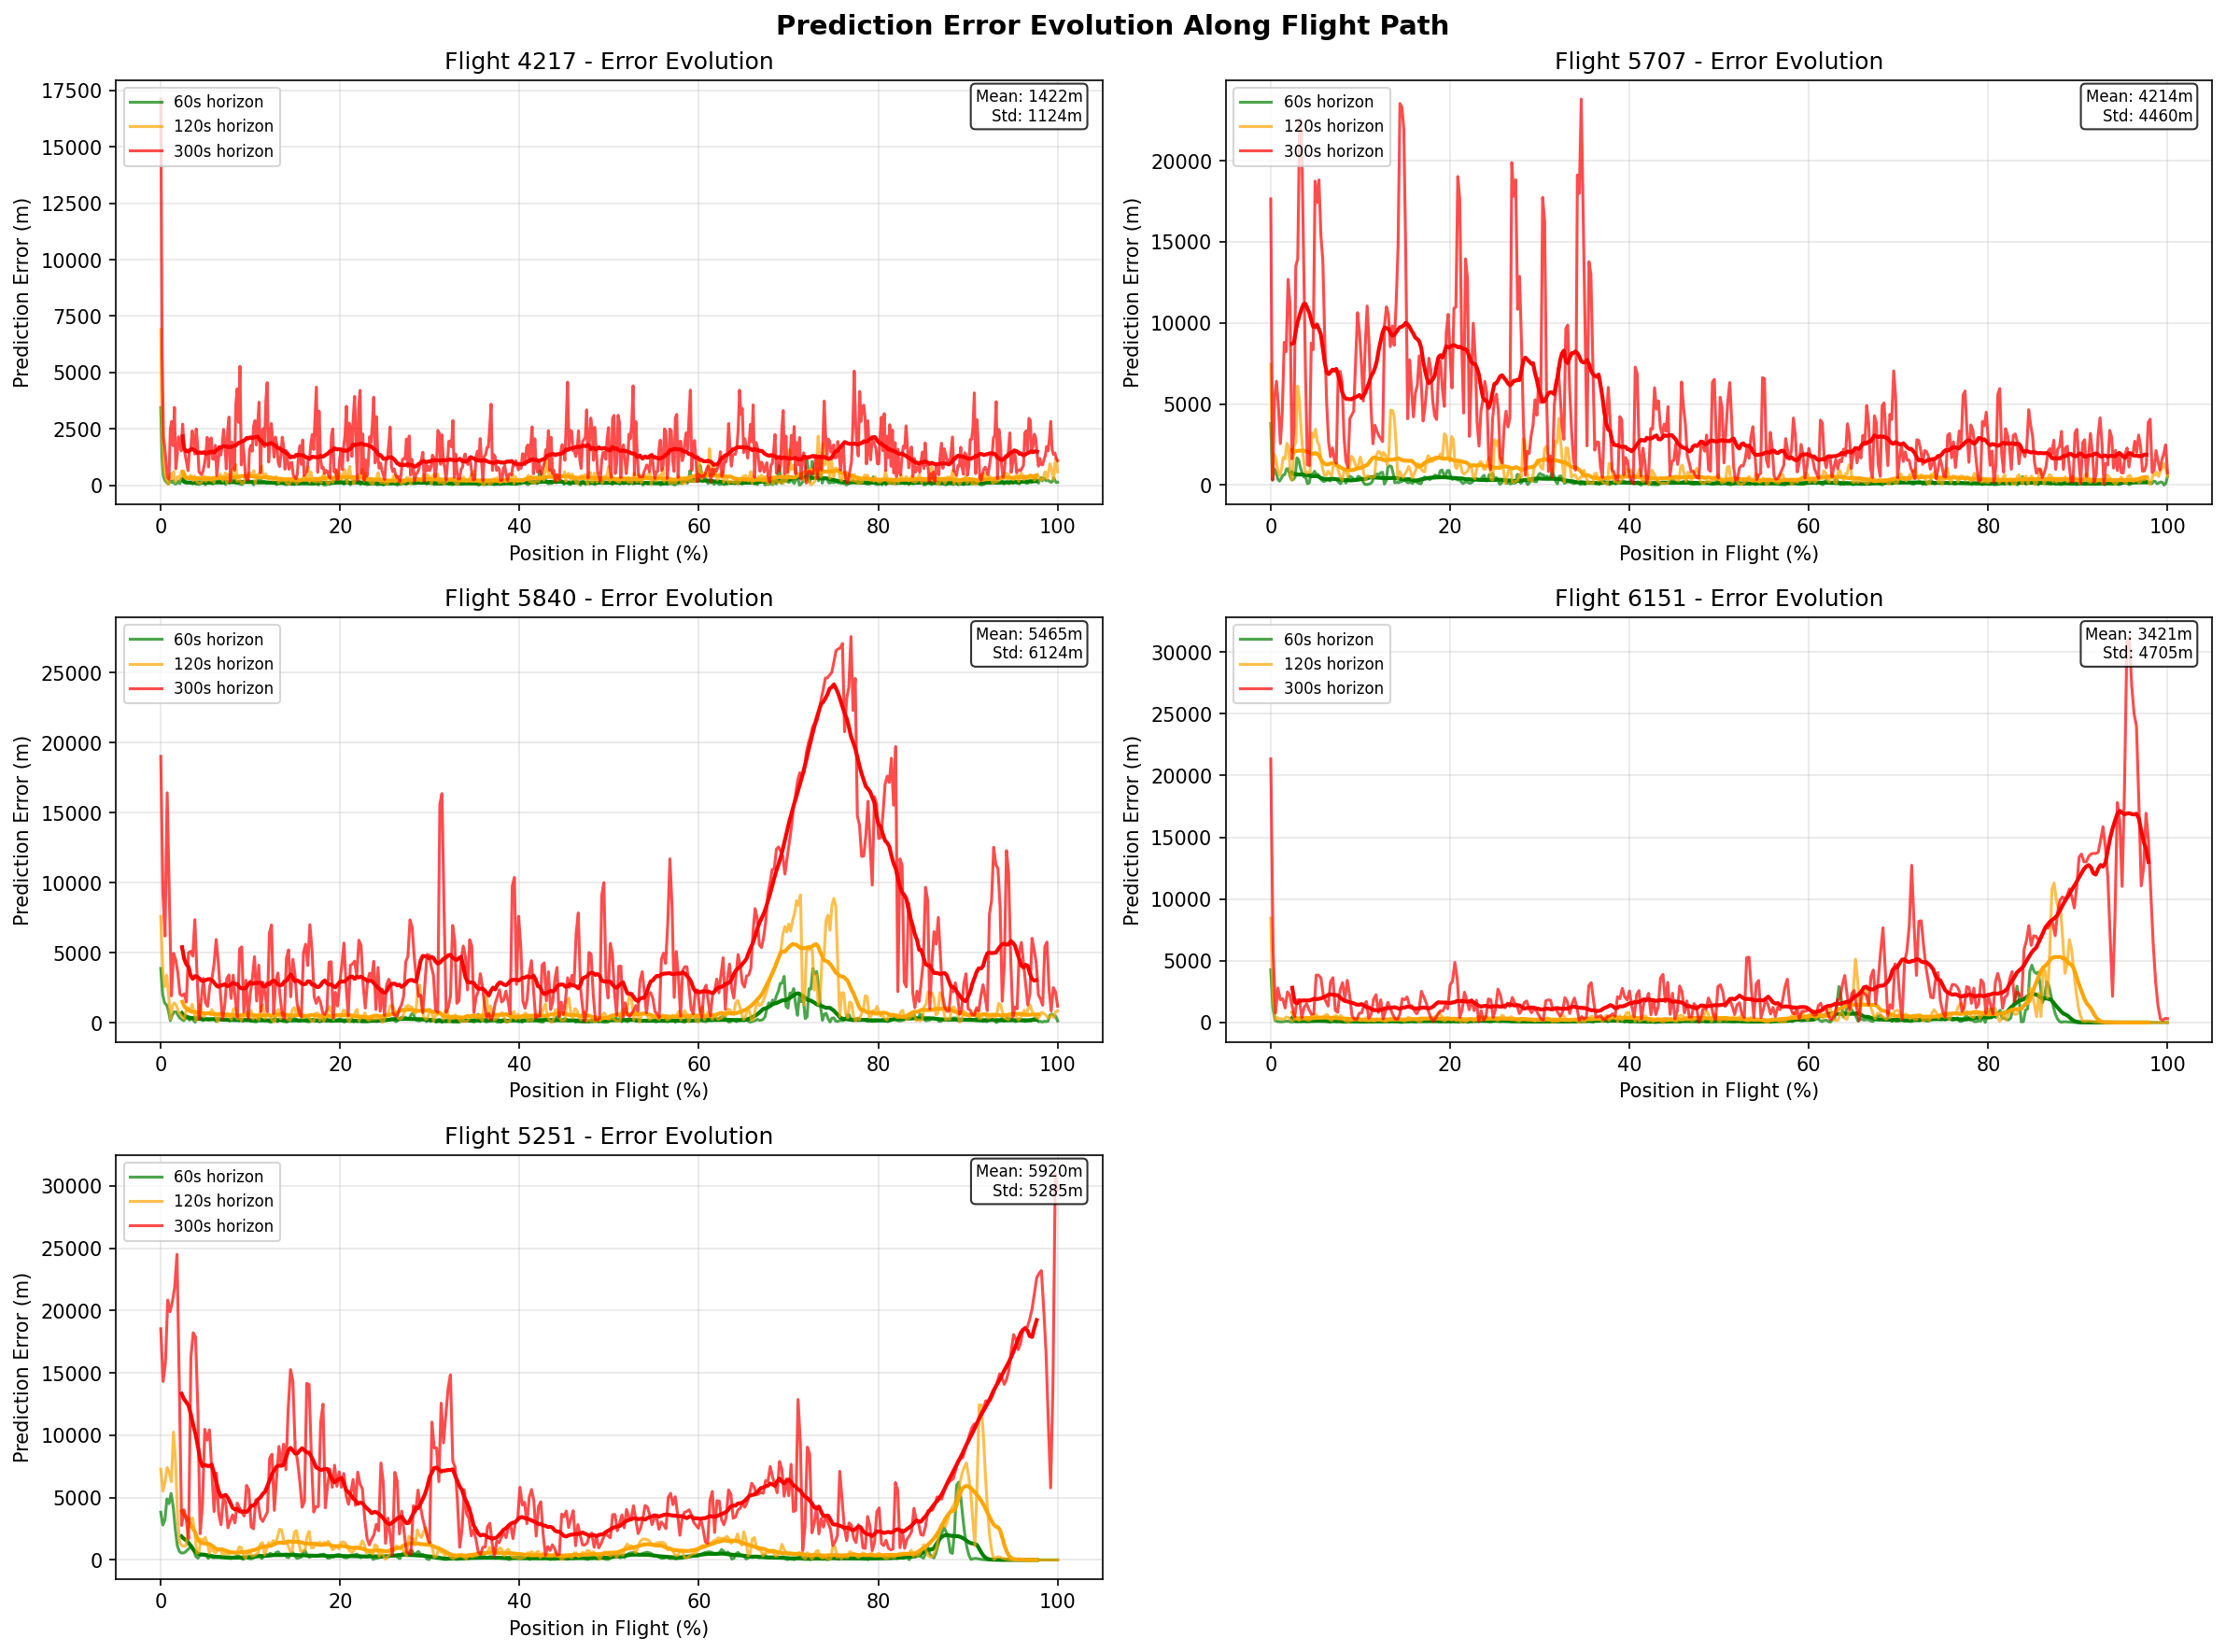 Prediction Error Evolution Along Flight Path
Flight 4217 - Error Evolution
Prediction Error (m)
17500
15000
12500
10000
7500
5000
2500
0
60s horizon
120s horizon
300s horizon
Mean: 1422m
Std: 1124m
0 20 40 60 80 100
Position in Flight (%)
Flight 5707 - Error Evolution
Prediction Error (m)
20000
15000
10000
5000
0
60s horizon
120s horizon
300s horizon
Mean: 4214m
Std: 4460m
0 20 40 60 80 100
Position in Flight (%)
Flight 5840 - Error Evolution
Prediction Error (m)
25000
20000
15000
10000
5000
0
60s horizon
120s horizon
300s horizon
Mean: 5465m
Std: 6124m
0 20 40 60 80 100
Position in Flight (%)
Flight 6151 - Error Evolution
Prediction Error (m)
30000
25000
20000
15000
10000
5000
0
60s horizon
120s horizon
300s horizon
Mean: 3421m
Std: 4705m
0 20 40 60 80 100
Position in Flight (%)
Flight 5251 - Error Evolution
Prediction Error (m)
30000
25000
20000
15000
10000
5000
0
60s horizon
120s horizon
300s horizon
Mean: 5920m
Std: 5285m
0 20 40 60 80 100
Position in Flight (%)